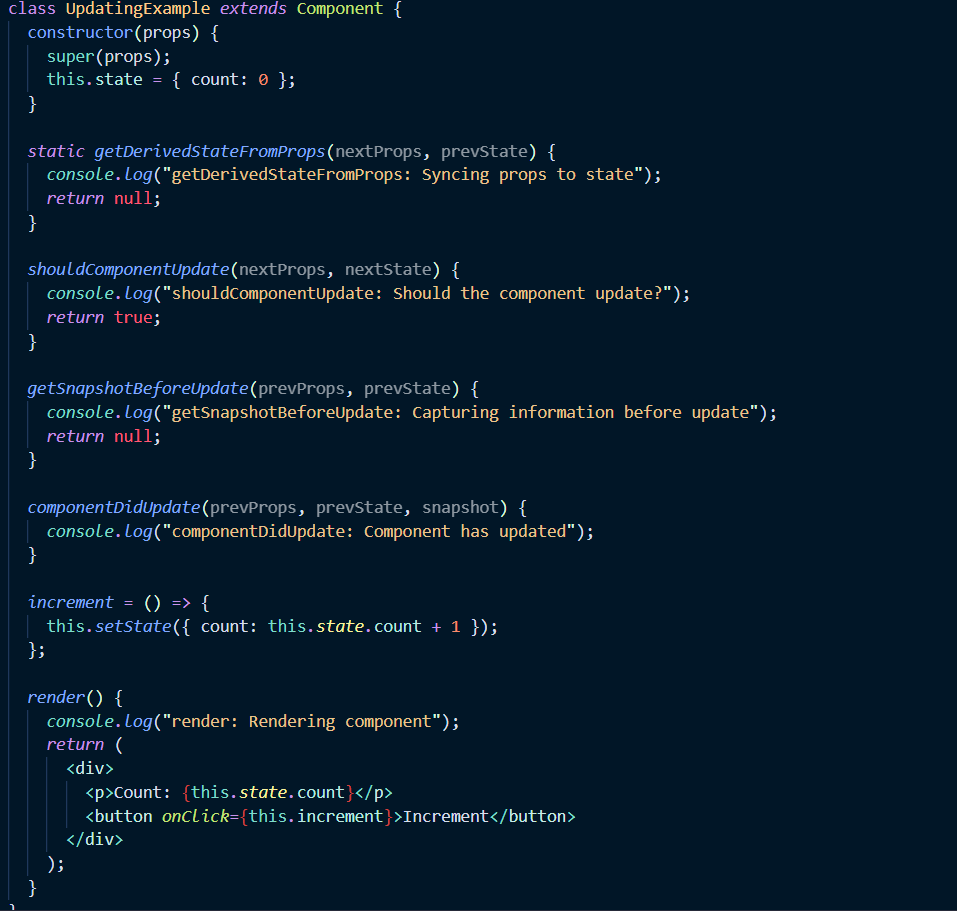 class UpdatingExample extends Component {
  constructor(props) {
    super(props);
    this.state = { count: 0 };
  }

  static getDerivedStateFromProps(nextProps, prevState) {
    console.log("getDerivedStateFromProps: Syncing props to state");
    return null;
  }

  shouldComponentUpdate(nextProps, nextState) {
    console.log("shouldComponentUpdate: Should the component update?");
    return true;
  }

  getSnapshotBeforeUpdate(prevProps, prevState) {
    console.log("getSnapshotBeforeUpdate: Capturing information before update");
    return null;
  }

  componentDidUpdate(prevProps, prevState, snapshot) {
    console.log("componentDidUpdate: Component has updated");
  }

  increment = () => {
    this.setState({ count: this.state.count + 1 });
  };

  render() {
    console.log("render: Rendering component");
    return (
      <div>
        <p>Count: {this.state.count}</p>
        <button onClick={this.increment}>Increment</button>
      </div>
    );
  }
}